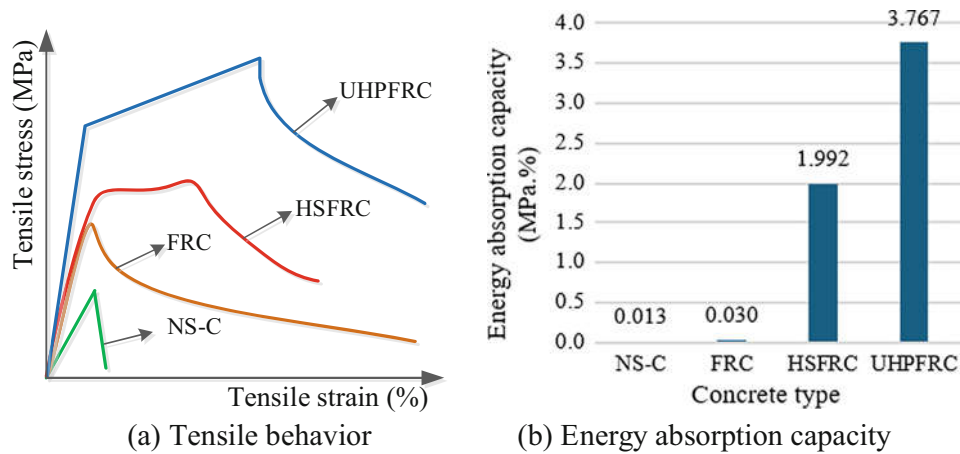 Tensile stress (MPa)
UHPFRC
HSFRC
FRC
NS-C
Tensile strain (%)
(a) Tensile behavior
Energy absorption capacity
(MPa.%)
4.0
3.5
3.0
2.5
2.0
1.5
1.0
0.5
0.0
0.013
0.030
1.992
3.767
NS-C FRC HSFRC UHPFRC
Concrete type
(b) Energy absorption capacity